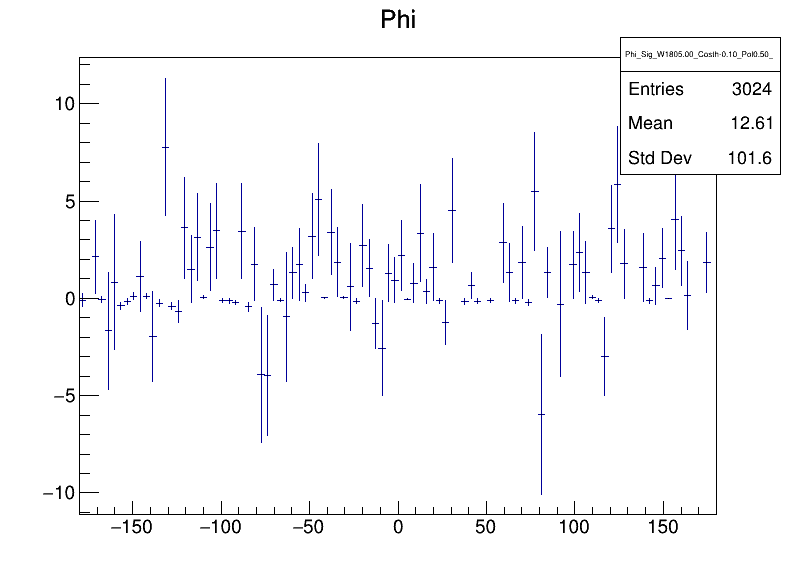 Phi
Phi_Sig_W1805.00_Costh-0.10_Pol0.50_
Entries 3024
Mean 12.61
Std Dev 101.6
10
5
0
−5
−10
−150 −100 −50 0 50 100 150